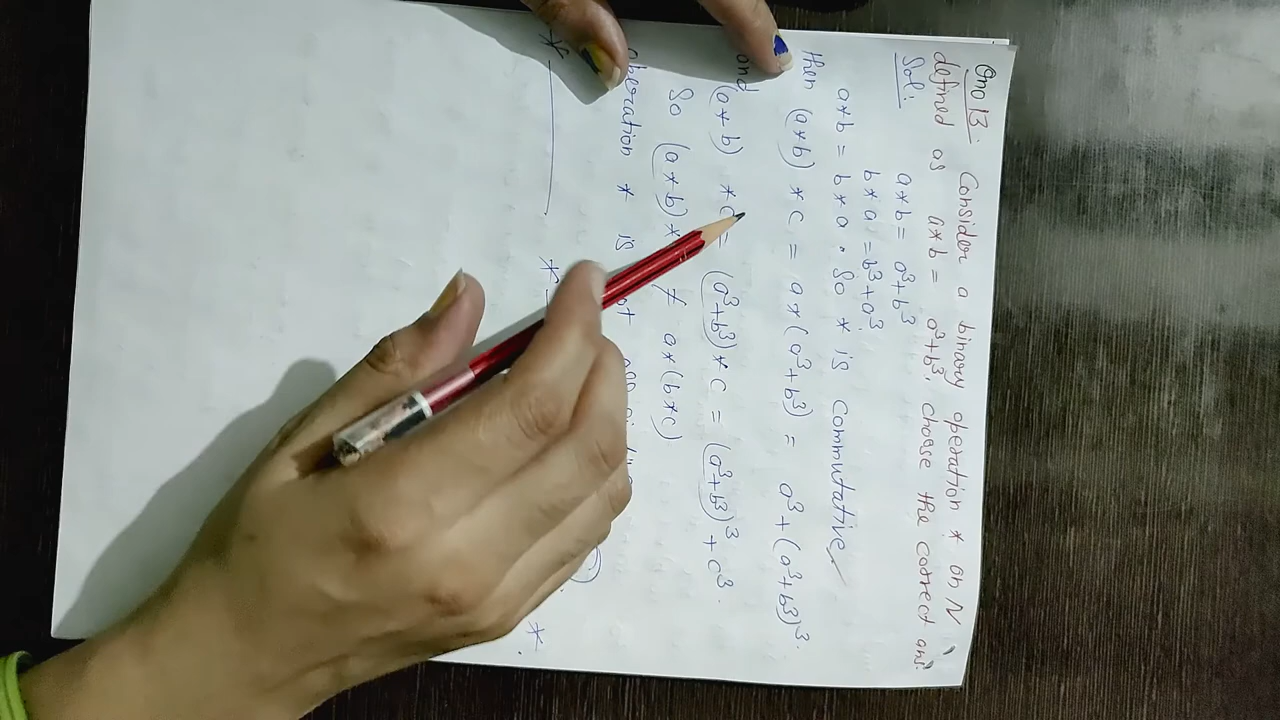 Qno 13: Consider a binary operation * on N
defined as a*b = a³+b³, choose the correct ans.
Sol:
a*b = a³+b³
b*a = b³+a³
a*b = b*a. So * is commutative
then (a*b) *c = a*(a³+b³) = a³+(a³+b³)³.
and (a*b) *c = (a³+b³)*c = (a³+b³)³+c³.
So (a*b)* ≠ a*(b*c)
operation * is
* * *.